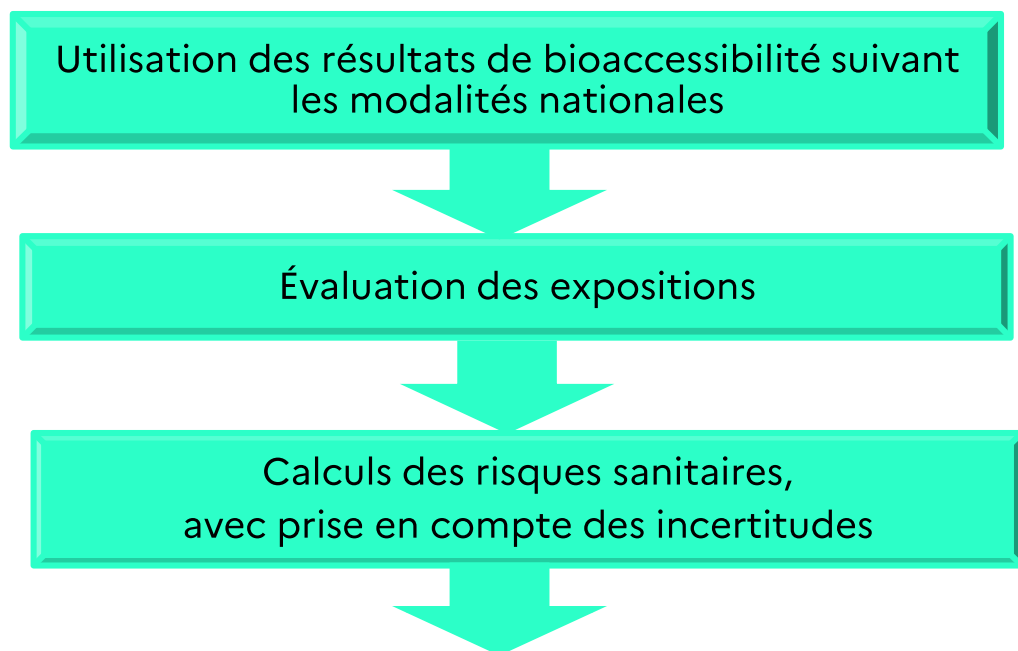 Utilisation des résultats de bioaccessibilité suivant
les modalités nationales
Évaluation des expositions
Calculs des risques sanitaires,
avec prise en compte des incertitudes